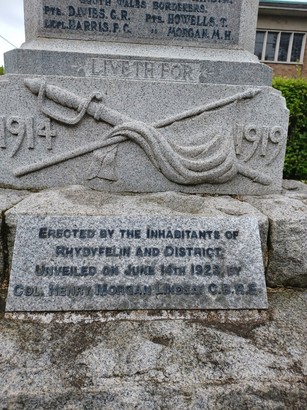 SOUTH WALES BORDERERS.
PTE. DAVIES. G.R. PTE. HOWELLS. T.
HARRIS. F.C. " MORGAN. M.H.
LIVETH FOR
1914 1919
ERECTED BY THE INHABITANTS OF
RHYDYFELIN AND DISTRICT.
UNVEILED ON JUNE 14TH 1923, BY
COL. HENRY MORGAN LINDSAY C.B.R.E.